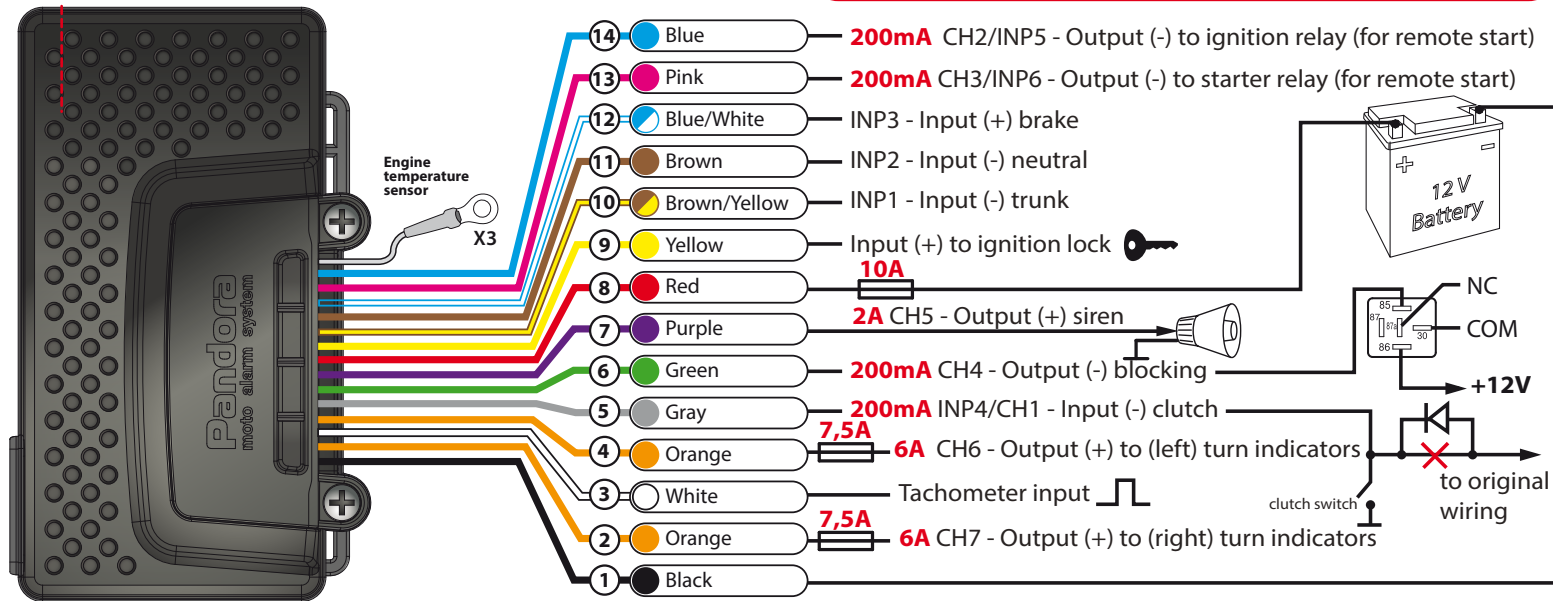 14 Blue 200mA CH2/INP5 - Output (-) to ignition relay (for remote start)
13 Pink 200mA CH3/INP6 - Output (-) to starter relay (for remote start)
12 Blue/White INP3 - Input (+) brake
11 Brown INP2 - Input (-) neutral
10 Brown/Yellow INP1 - Input (-) trunk
9 Yellow Input (+) to ignition lock
8 Red 10A
7 Purple 2A CH5 - Output (+) siren
6 Green 200mA CH4 - Output (-) blocking
5 Gray 200mA INP4/CH1 - Input (-) clutch
4 Orange 7,5A 6A CH6 - Output (+) to (left) turn indicators
3 White Tachometer input
2 Orange 7,5A 6A CH7 - Output (+) to (right) turn indicators
1 Black
Engine
temperature
sensor
X3
Pandora
moto alarm system
+ −
12 V
Battery
85
87
87a
30
86
NC
COM
+12V
clutch switch
to original
wiring